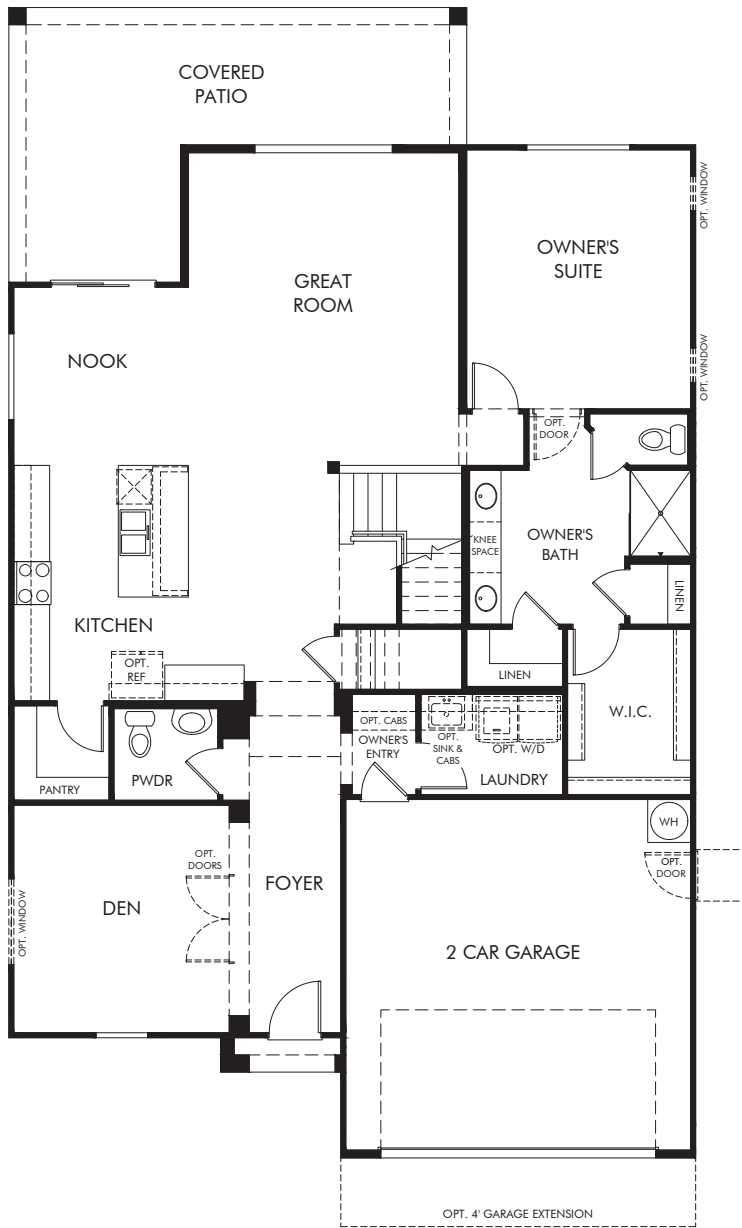 COVERED
PATIO
OPT. WINDOW
OWNER'S
SUITE
GREAT
ROOM
OPT. WINDOW
NOOK
OPT.
DOOR
OWNER'S
BATH
KNEE
SPACE
LINEN
KITCHEN
OPT.
REF
LINEN
W.I.C.
OPT. CABS
OWNER'S
ENTRY
OPT.
SINK &
CABS
OPT. W/D
LAUNDRY
PWDR
PANTRY
WH
OPT.
DOOR
OPT.
DOORS
FOYER
DEN
OPT. WINDOW
2 CAR GARAGE
OPT. 4' GARAGE EXTENSION